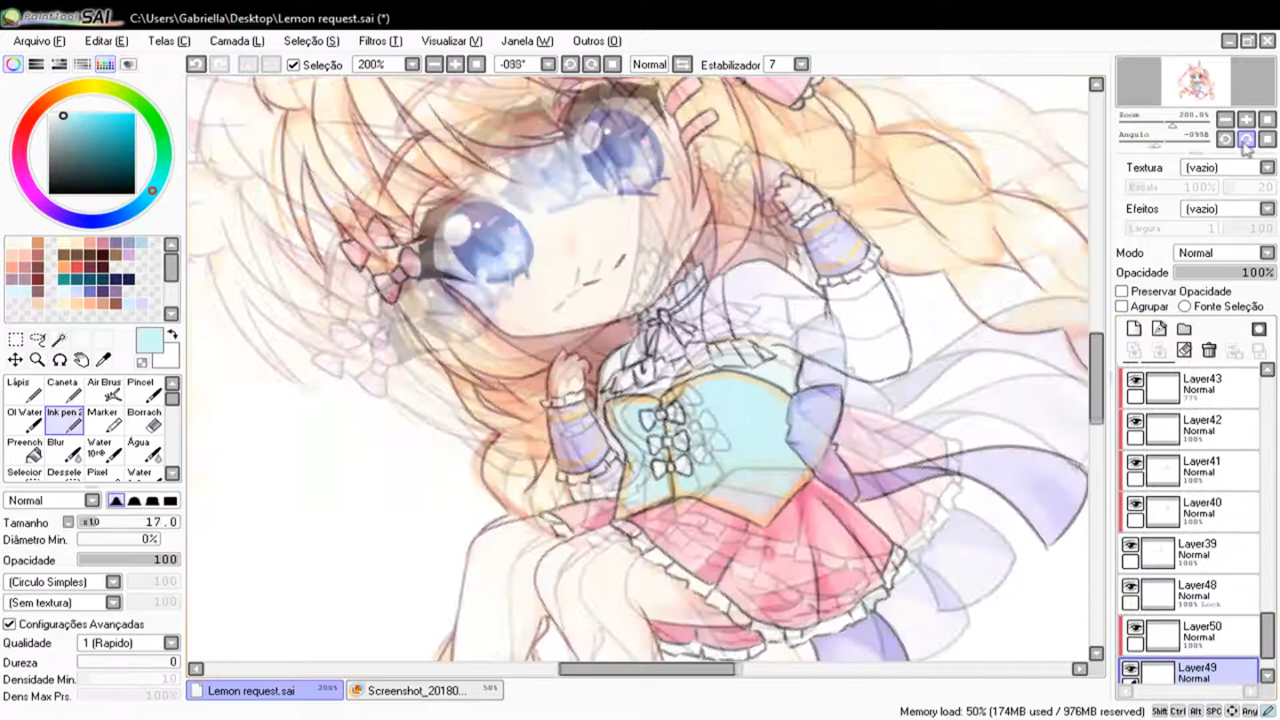 PaintTool SAI C:\Users\Gabriella\Desktop\Lemon request.sai (*)
Arquivo (F) Editar (E) Telas (C) Camada (L) Seleção (S) Filtros (T) Visualizar (V) Janela (W) Outros (O)
Seleção 200% -098° Normal Estabilizador 7
Zoom 200.0%
Angulo -098
Textura (vazio)
Escala 100% 20
Efeitos (vazio)
Largura 1 100
Modo Normal
Opacidade 100%
Preservar Opacidade
Agrupar Fonte Seleção
Lápis Caneta Air Brus Pincel
Ol Water Ink pen 2 Marker Borrach
Preench Blur Water Água
Selecior Dessele Pixel Water
Normal
Tamanho x1.0 17.0
Diâmetro Min. 0%
Opacidade 100
(Circulo Simples) 100
(Sem textura) 100
Configurações Avançadas
Qualidade 1 (Rapido)
Dureza 0
Densidade Min. 10
Dens Max Prs. 100%
Layer43
Normal
77%
Layer42
Normal
100%
Layer41
Normal
100%
Layer40
Normal
100%
Layer39
Normal
100%
Layer48
Normal
100% Lock
Layer50
Normal
100%
Layer49
Normal
Lemon request.sai 200% Screenshot_20180... 50%
Memory load: 50% (174MB used / 976MB reserved) Shift Ctrl Alt SPC Any